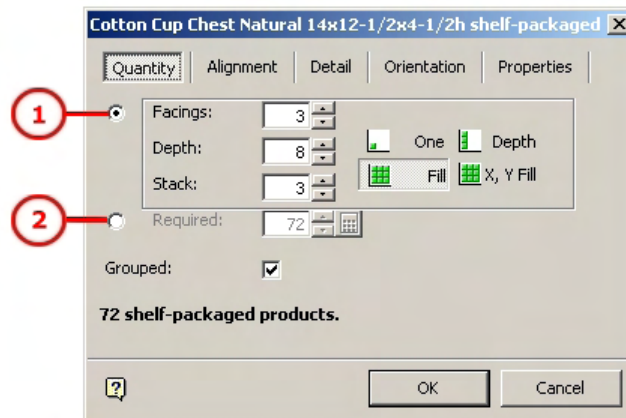 Cotton Cup Chest Natural 14x12-1/2x4-1/2h shelf-packaged
Quantity Alignment Detail Orientation Properties
1
Facings: 3
One Depth
Depth: 8
Fill X, Y Fill
Stack: 3
2
Required: 72
Grouped:
72 shelf-packaged products.
?
OK Cancel